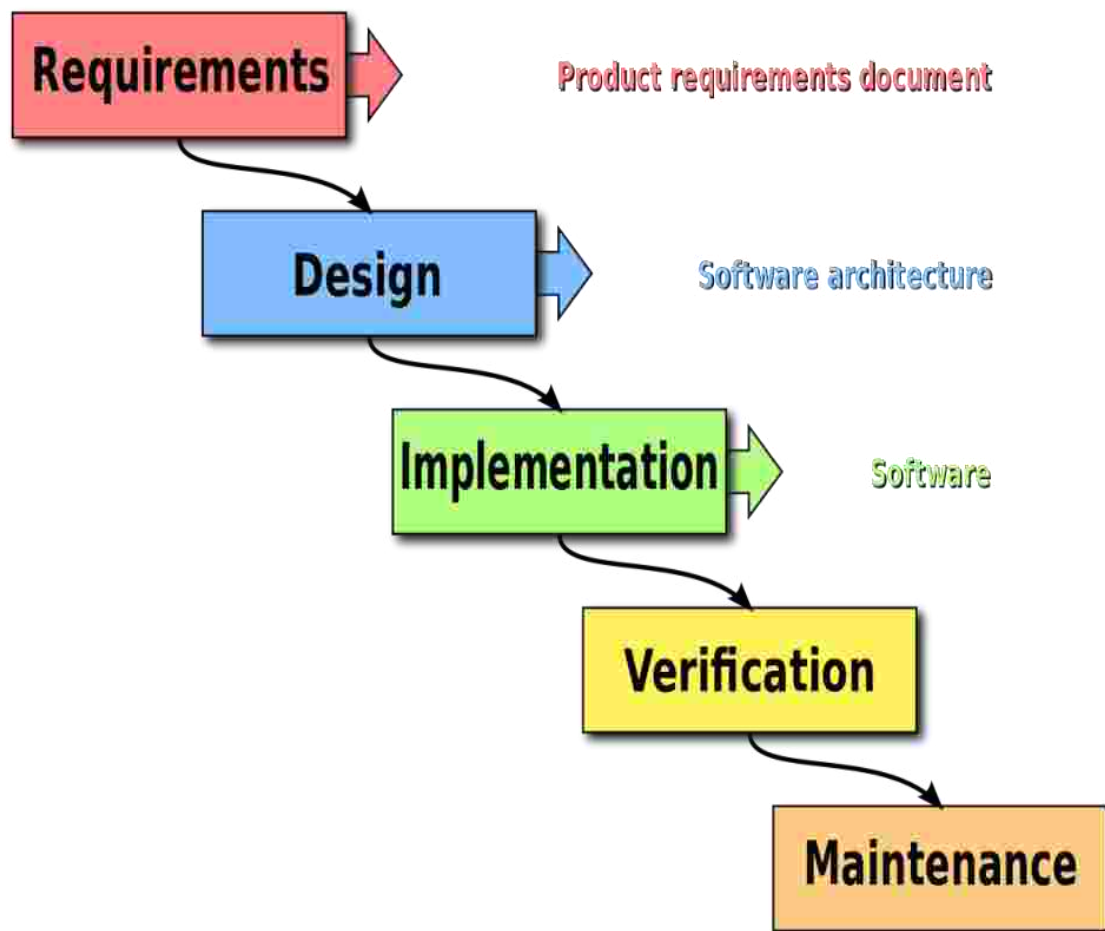 Requirements
Product requirements document
Design
Software architecture
Implementation
Software
Verification
Maintenance